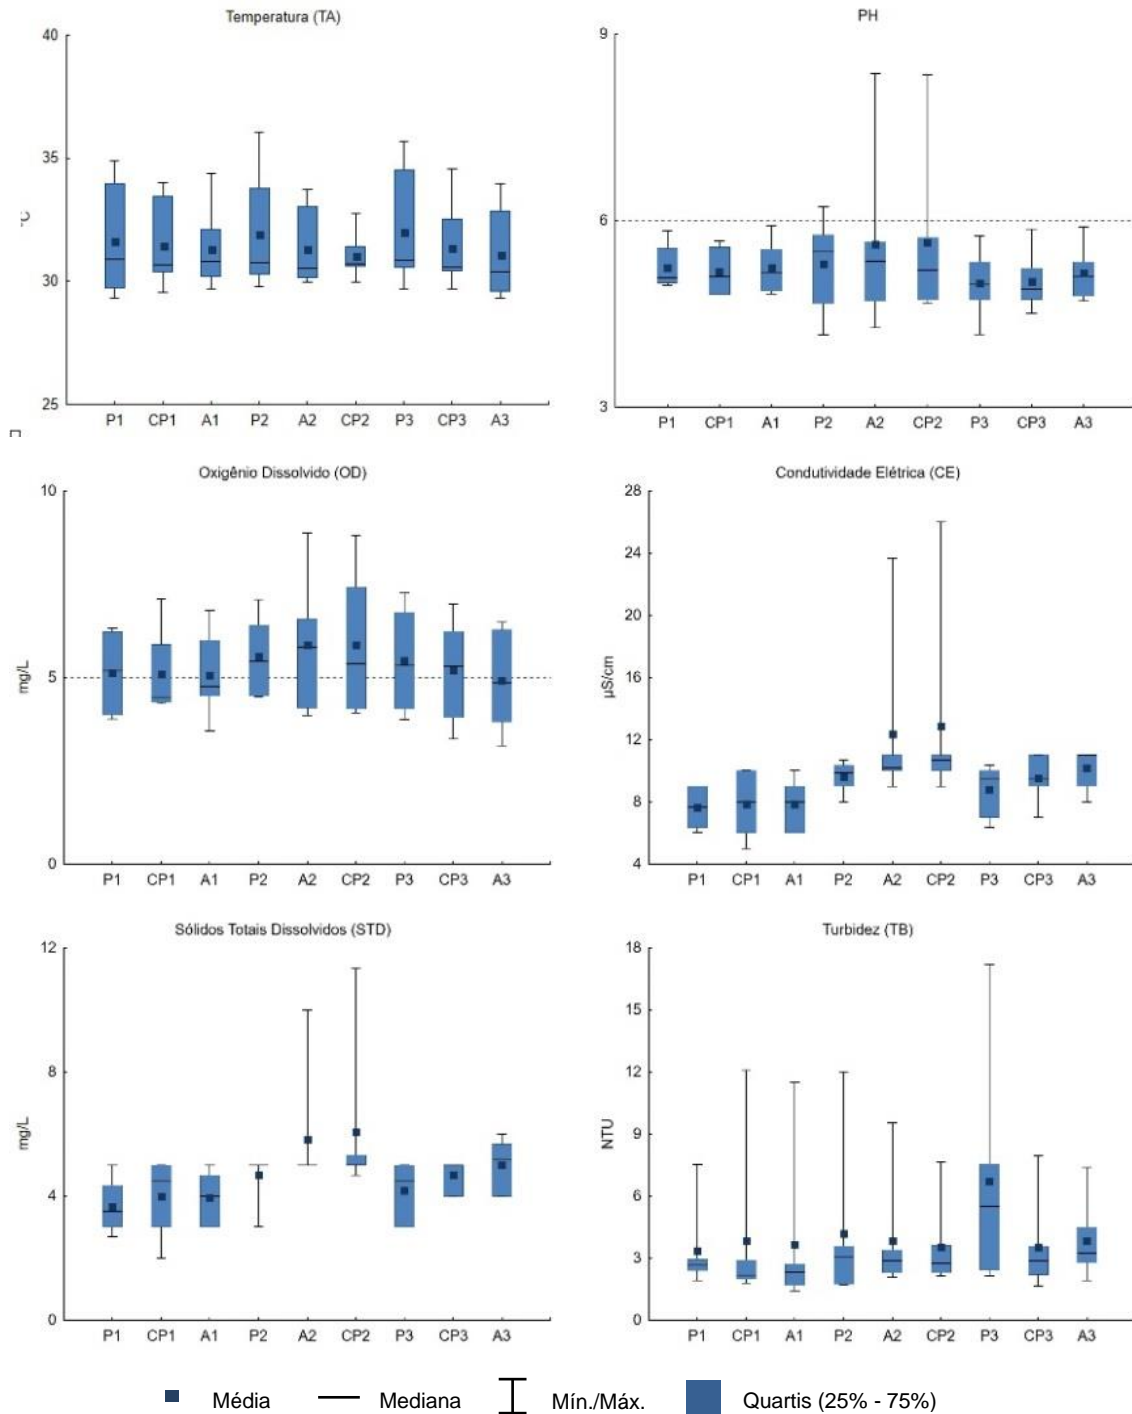 Temperatura (TA)
40
35
30
25
P1 CP1 A1 P2 A2 CP2 P3 CP3 A3
PH
9
6
3
P1 CP1 A1 P2 A2 CP2 P3 CP3 A3
Oxigênio Dissolvido (OD)
10
5
0
mg/L
P1 CP1 A1 P2 A2 CP2 P3 CP3 A3
Condutividade Elétrica (CE)
28
24
20
16
12
8
4
µS/cm
P1 CP1 A1 P2 A2 CP2 P3 CP3 A3
Sólidos Totais Dissolvidos (STD)
12
8
4
0
mg/L
P1 CP1 A1 P2 A2 CP2 P3 CP3 A3
Turbidez (TB)
18
15
12
9
6
3
0
NTU
P1 CP1 A1 P2 A2 CP2 P3 CP3 A3
Média Mediana Mín./Máx. Quartis (25% - 75%)